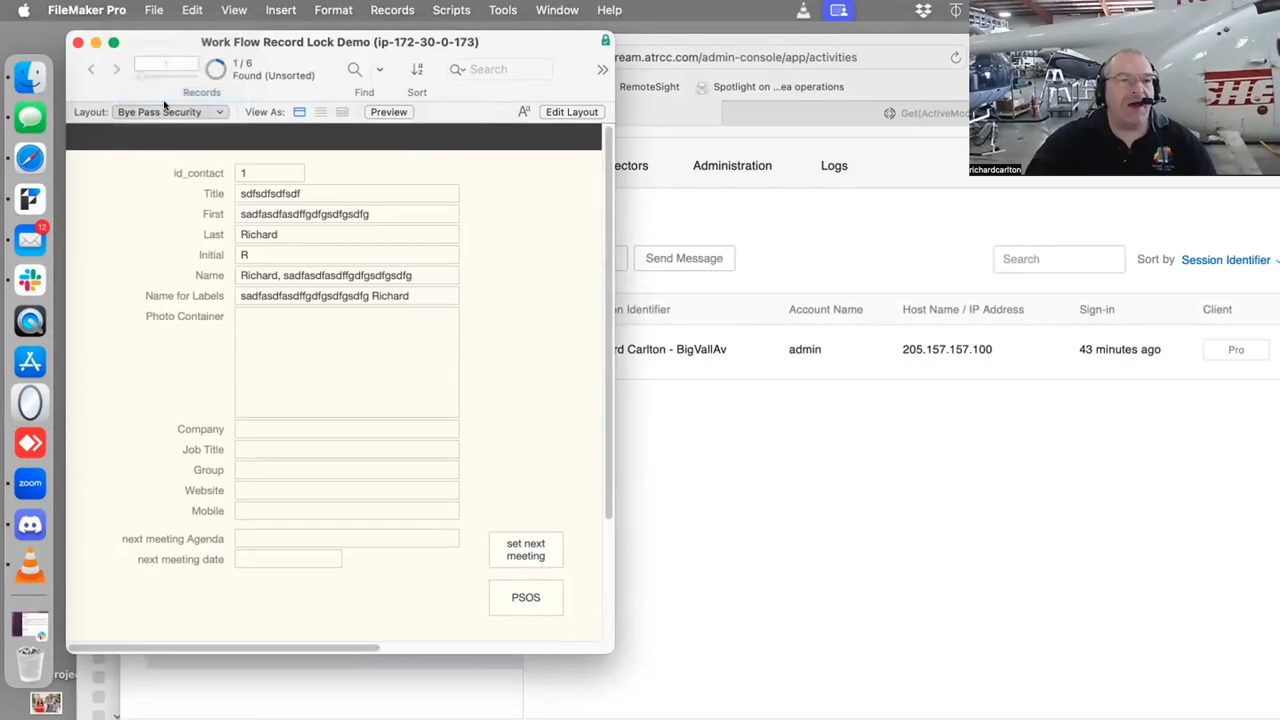 FileMaker Pro File Edit View Insert Format Records Scripts Tools Window Help
Work Flow Record Lock Demo (ip-172-30-0-173)
1 / 6
Found (Unsorted)
Search
Records Find Sort
Layout: Bye Pass Security View As: Preview Edit Layout
id_contact 1
Title sdfsdfsdfsdf
First sadfasdfasdffgdfgsdfgsdfg
Last Richard
Initial R
Name Richard, sadfasdfasdffgdfgsdfgsdfg
Name for Labels sadfasdfasdffgdfgsdfgsdfg Richard
Photo Container
Company
Job Title
Group
Website
Mobile
next meeting Agenda
next meeting date
set next
meeting
PSOS
ream.atrcc.com/admin-console/app/activities
RemoteSight Spotlight on ...ea operations
Get(ActiveMo
ectors Administration Logs
Send Message Search Sort by Session Identifier
on Identifier Account Name Host Name / IP Address Sign-in Client
rd Carlton - BigVallAv admin 205.157.157.100 43 minutes ago Pro
richardcarlton
SHG
12
zoom
roje